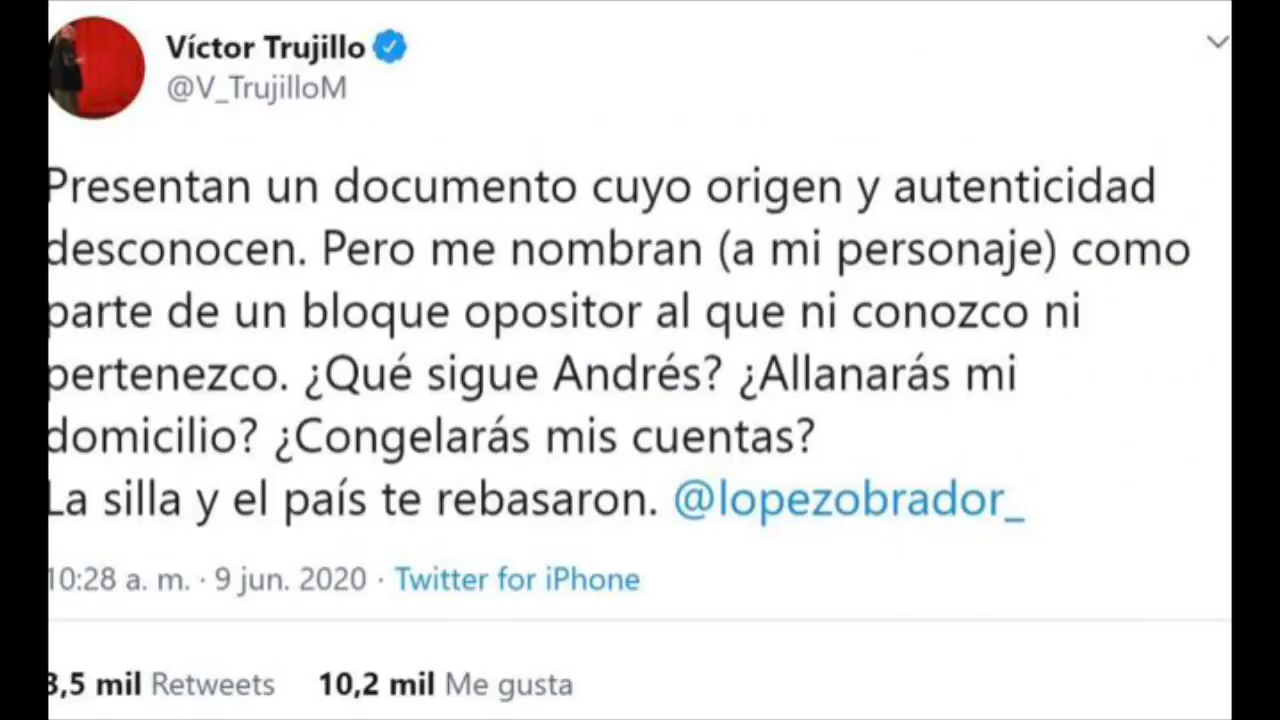 Víctor Trujillo
@V_TrujilloM
Presentan un documento cuyo origen y autenticidad
desconocen. Pero me nombran (a mi personaje) como
parte de un bloque opositor al que ni conozco ni
pertenezco. ¿Qué sigue Andrés? ¿Allanarás mi
domicilio? ¿Congelarás mis cuentas?
La silla y el país te rebasaron. @lopezobrador_
10:28 a. m. · 9 jun. 2020 · Twitter for iPhone
3,5 mil Retweets 10,2 mil Me gusta